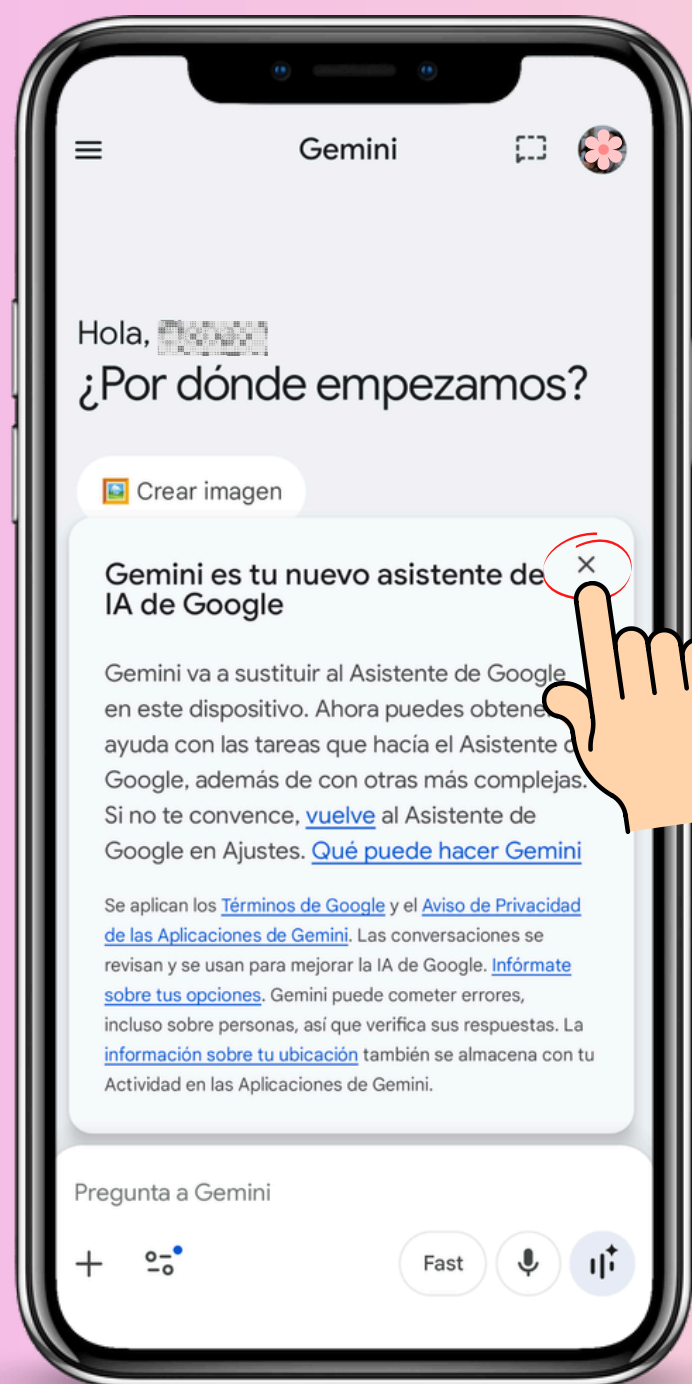 Gemini
Hola,
¿Por dónde empezamos?
Crear imagen
Gemini es tu nuevo asistente de
IA de Google
Gemini va a sustituir al Asistente de Google
en este dispositivo. Ahora puedes
ayuda con las tareas que hacía el Asistente
Google, además de con otras más complejas.
Si no te convence, vuelve al Asistente de
Google en Ajustes. Qué puede hacer Gemini
Se aplican los Términos de Google y el Aviso de Privacidad
de las Aplicaciones de Gemini. Las conversaciones se
revisan y se usan para mejorar la IA de Google. Infórmate
sobre tus opciones. Gemini puede cometer errores,
incluso sobre personas, así que verifica sus respuestas. La
información sobre tu ubicación también se almacena con tu
Actividad en las Aplicaciones de Gemini.
Pregunta a Gemini
Fast